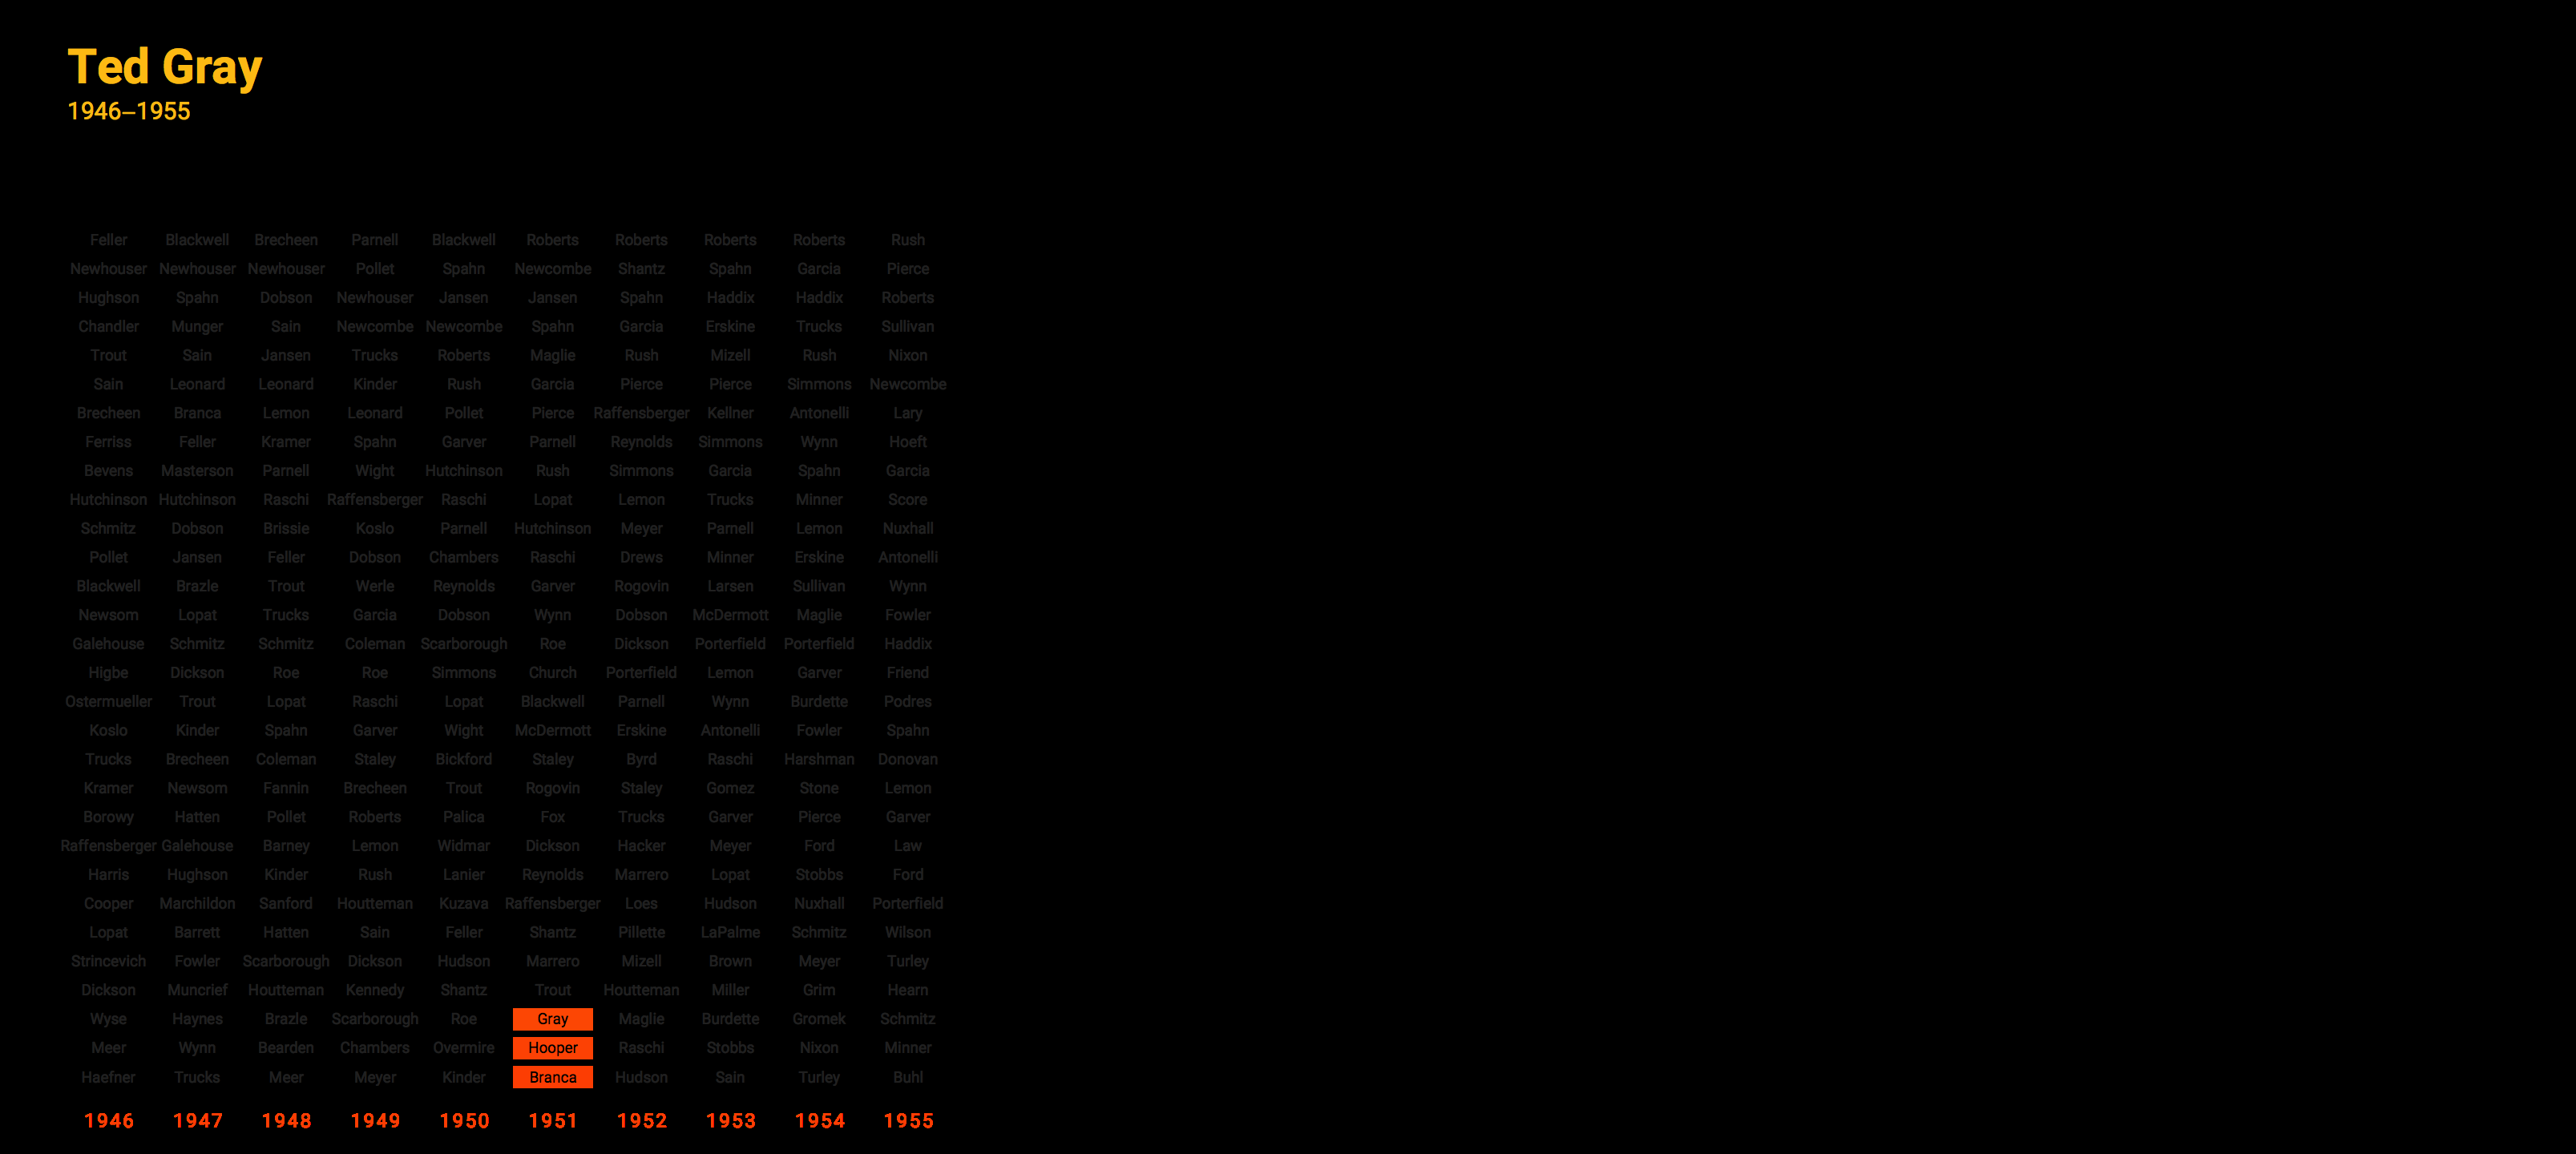 Ted Gray
1946–1955
Feller Blackwell Brecheen Parnell Blackwell Roberts Roberts Roberts Roberts Rush
Newhouser Newhouser Newhouser Pollet Spahn Newcombe Shantz Spahn Garcia Pierce
Hughson Spahn Dobson Newhouser Jansen Jansen Spahn Haddix Haddix Roberts
Chandler Munger Sain Newcombe Newcombe Spahn Garcia Erskine Trucks Sullivan
Trout Sain Jansen Trucks Roberts Maglie Rush Mizell Rush Nixon
Sain Leonard Leonard Kinder Rush Garcia Pierce Pierce Simmons Newcombe
Brecheen Branca Lemon Leonard Pollet Pierce Raffensberger Kellner Antonelli Lary
Ferriss Feller Kramer Spahn Garver Parnell Reynolds Simmons Wynn Hoeft
Bevens Masterson Parnell Wight Hutchinson Rush Simmons Garcia Spahn Garcia
Hutchinson Hutchinson Raschi Raffensberger Raschi Lopat Lemon Trucks Minner Score
Schmitz Dobson Brissie Koslo Parnell Hutchinson Meyer Parnell Lemon Nuxhall
Pollet Jansen Feller Dobson Chambers Raschi Drews Minner Erskine Antonelli
Blackwell Brazle Trout Werle Reynolds Garver Rogovin Larsen Sullivan Wynn
Newsom Lopat Trucks Garcia Dobson Wynn Dobson McDermott Maglie Fowler
Galehouse Schmitz Schmitz Coleman Scarborough Roe Dickson Porterfield Porterfield Haddix
Higbe Dickson Roe Roe Simmons Church Porterfield Lemon Garver Friend
Ostermueller Trout Lopat Raschi Lopat Blackwell Parnell Wynn Burdette Podres
Koslo Kinder Spahn Garver Wight McDermott Erskine Antonelli Fowler Spahn
Trucks Brecheen Coleman Staley Bickford Staley Byrd Raschi Harshman Donovan
Kramer Newsom Fannin Brecheen Trout Rogovin Staley Gomez Stone Lemon
Borowy Hatten Pollet Roberts Palica Fox Trucks Garver Pierce Garver
Raffensberger Galehouse Barney Lemon Widmar Dickson Hacker Meyer Ford Law
Harris Hughson Kinder Rush Lanier Reynolds Marrero Lopat Stobbs Ford
Cooper Marchildon Sanford Houtteman Kuzava Raffensberger Loes Hudson Nuxhall Porterfield
Lopat Barrett Hatten Sain Feller Shantz Pillette LaPalme Schmitz Wilson
Strincevich Fowler Scarborough Dickson Hudson Marrero Mizell Brown Meyer Turley
Dickson Muncrief Houtteman Kennedy Shantz Trout Houtteman Miller Grim Hearn
Wyse Haynes Brazle Scarborough Roe Gray Maglie Burdette Gromek Schmitz
Meer Wynn Bearden Chambers Overmire Hooper Raschi Stobbs Nixon Minner
Haefner Trucks Meer Meyer Kinder Branca Hudson Sain Turley Buhl
1946 1947 1948 1949 1950 1951 1952 1953 1954 1955